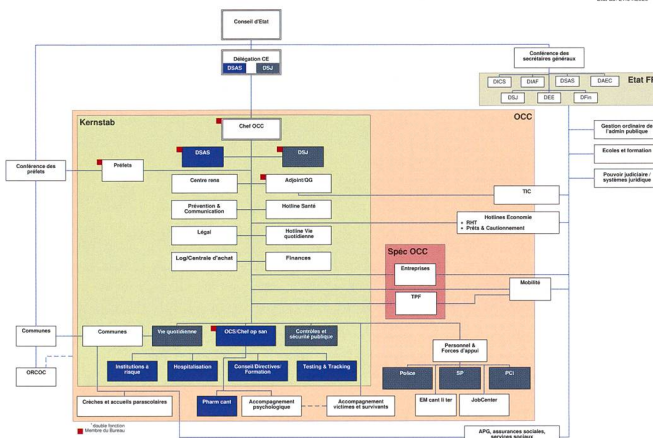 Conseil d'Etat
Délégation CE
DSAS
DSJ
Conférence des
secrétaires généraux
DICS
DIAF
DSAS
DAEC
DSJ
DEE
DFin
Etat FR
Kernstab
OCC
Chef OCC
DSAS
DSJ
Conférence des
préfets
Préfets
Centre rens
Adjoint/QG
Prévention &
Communication
Hotline Santé
Légal
Hotline Vie
quotidienne
Log/Centrale d'achat
Finances
Gestion ordinaire de
l'admin publique
Ecoles et formation
Pouvoir judiciaire /
systèmes juridique
TIC
Hotlines Economie
• RHT
• Prêts & Cautionnement
Spéc OCC
Entreprises
TPF
Mobilité
Communes
Communes
Vie quotidienne
OCS/Chef op san
Contrôles et
sécurité publique
Personnel &
Forces d'appui
ORCOC
Institutions à
risque
Hospitalisation
Conseil/Directives/
Formation
Testing & Tracking
Police
SP
PCi
Crèches et accueils parascolaires
Pharm cant
Accompagnement
psychologique
Accompagnement
victimes et survivants
EM cant li ter
JobCenter
* double fonction
Membre du Bureau
APG, assurances sociales,
services sociaux